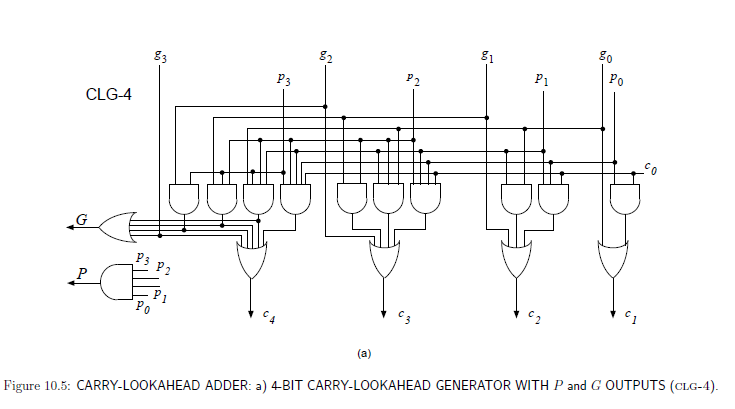 g3 g2 g1 g0
p3 p2 p1 p0
CLG-4
c0
G
P p3 p2
p1
p0
c4 c3 c2 c1
(a)
Figure 10.5: CARRY-LOOKAHEAD ADDER: a) 4-BIT CARRY-LOOKAHEAD GENERATOR WITH P and G OUTPUTS (CLG-4).